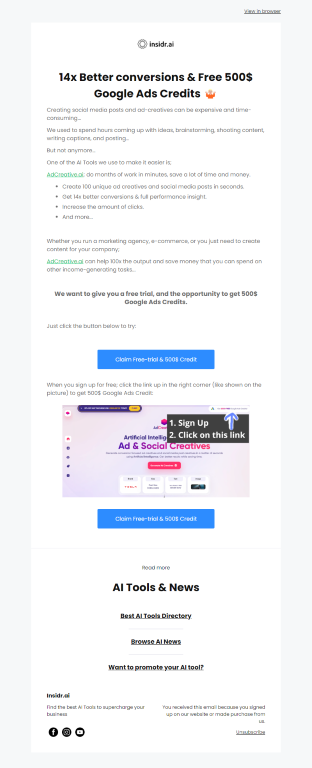 View in browser
insidr.ai
14x Better conversions & Free 500$
Google Ads Credits
Creating social media posts and ad-creatives can be expensive and time-
consuming...
We used to spend hours coming up with ideas, brainstorming, shooting content,
writing captions, and posting...
But not anymore...
One of the AI Tools we use to make it easier is;
AdCreative.ai: do months of work in minutes, save a lot of time and money.
• Create 100 unique ad creatives and social media posts in seconds.
• Get 14x better conversions & full performance insight.
• Increase the amount of clicks.
• And more...
Whether you run a marketing agency, e-commerce, or you just need to create
content for your company;
AdCreative.ai can help 100x the output and save money that you can spend on
other income-generating tasks...
We want to give you a free trial, and the opportunity to get 500$
Google Ads Credits.
Just click the button below to try:
Claim Free-trial & 500$ Credit
When you sign up for free; click the link up in the right corner (like shown on the
picture) to get 500$ Google Ads Credit:
1. Sign Up
2. Click on this link
Artificial Intelligence
Ad & Social Creatives
Claim Free-trial & 500$ Credit
Read more
AI Tools & News
Best AI Tools Directory
Browse AI News
Want to promote your AI tool?
Insidr.ai
Find the best AI Tools to supercharge your
business
You received this email because you signed
up on our website or made purchase from
us.
Unsubscribe